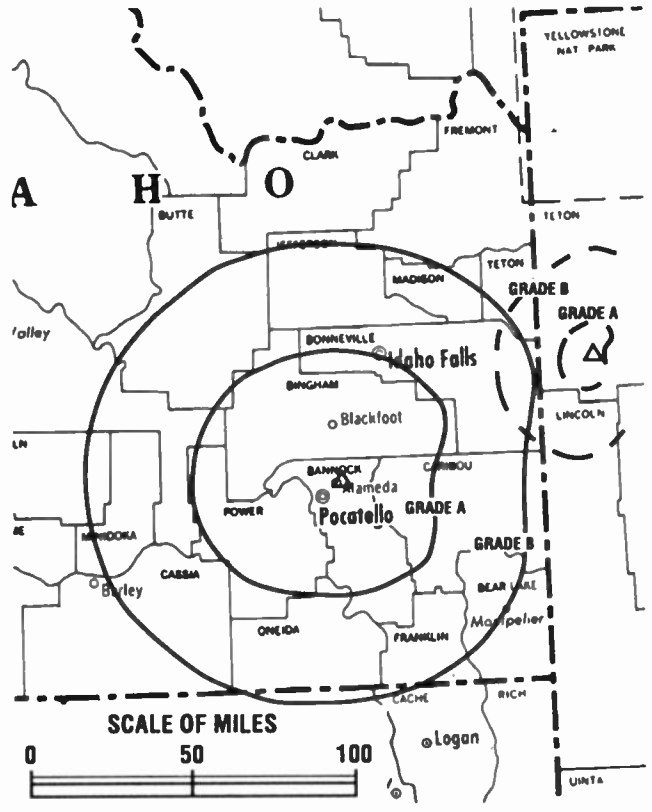 YELLOWSTONE
NAT PARK
FREMONT
CLARK
A H O
BUTTE
TETON
JEFFERSON
TETON
MADISON
GRADE B
GRADE A
alley
BONNEVILLE
Idaho Falls
BINGHAM
LINCOLN
Blackfoot
LN
CARIBOU
BANNOCK
Alameda
POWER
Pocatello
GRADE A
MINIDOKA
GRADE B
CASSIA
BEAR LAKE
Burley
Montpelier
ONEIDA
FRANKLIN
CACHE
RICH
SCALE OF MILES
Logan
0 50 100
UINTA